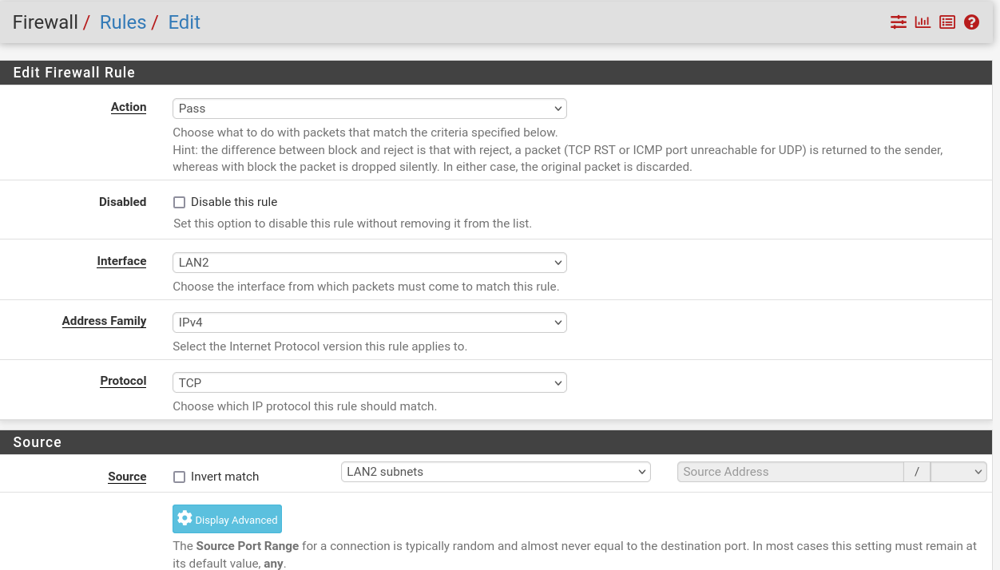 Firewall / Rules / Edit
Edit Firewall Rule
Action
Pass
Choose what to do with packets that match the criteria specified below.
Hint: the difference between block and reject is that with reject, a packet (TCP RST or ICMP port unreachable for UDP) is returned to the sender,
whereas with block the packet is dropped silently. In either case, the original packet is discarded.
Disabled
Disable this rule
Set this option to disable this rule without removing it from the list.
Interface
LAN2
Choose the interface from which packets must come to match this rule.
Address Family
IPv4
Select the Internet Protocol version this rule applies to.
Protocol
TCP
Choose which IP protocol this rule should match.
Source
Source
Invert match
LAN2 subnets
Source Address
/
Display Advanced
The Source Port Range for a connection is typically random and almost never equal to the destination port. In most cases this setting must remain at
its default value, any.